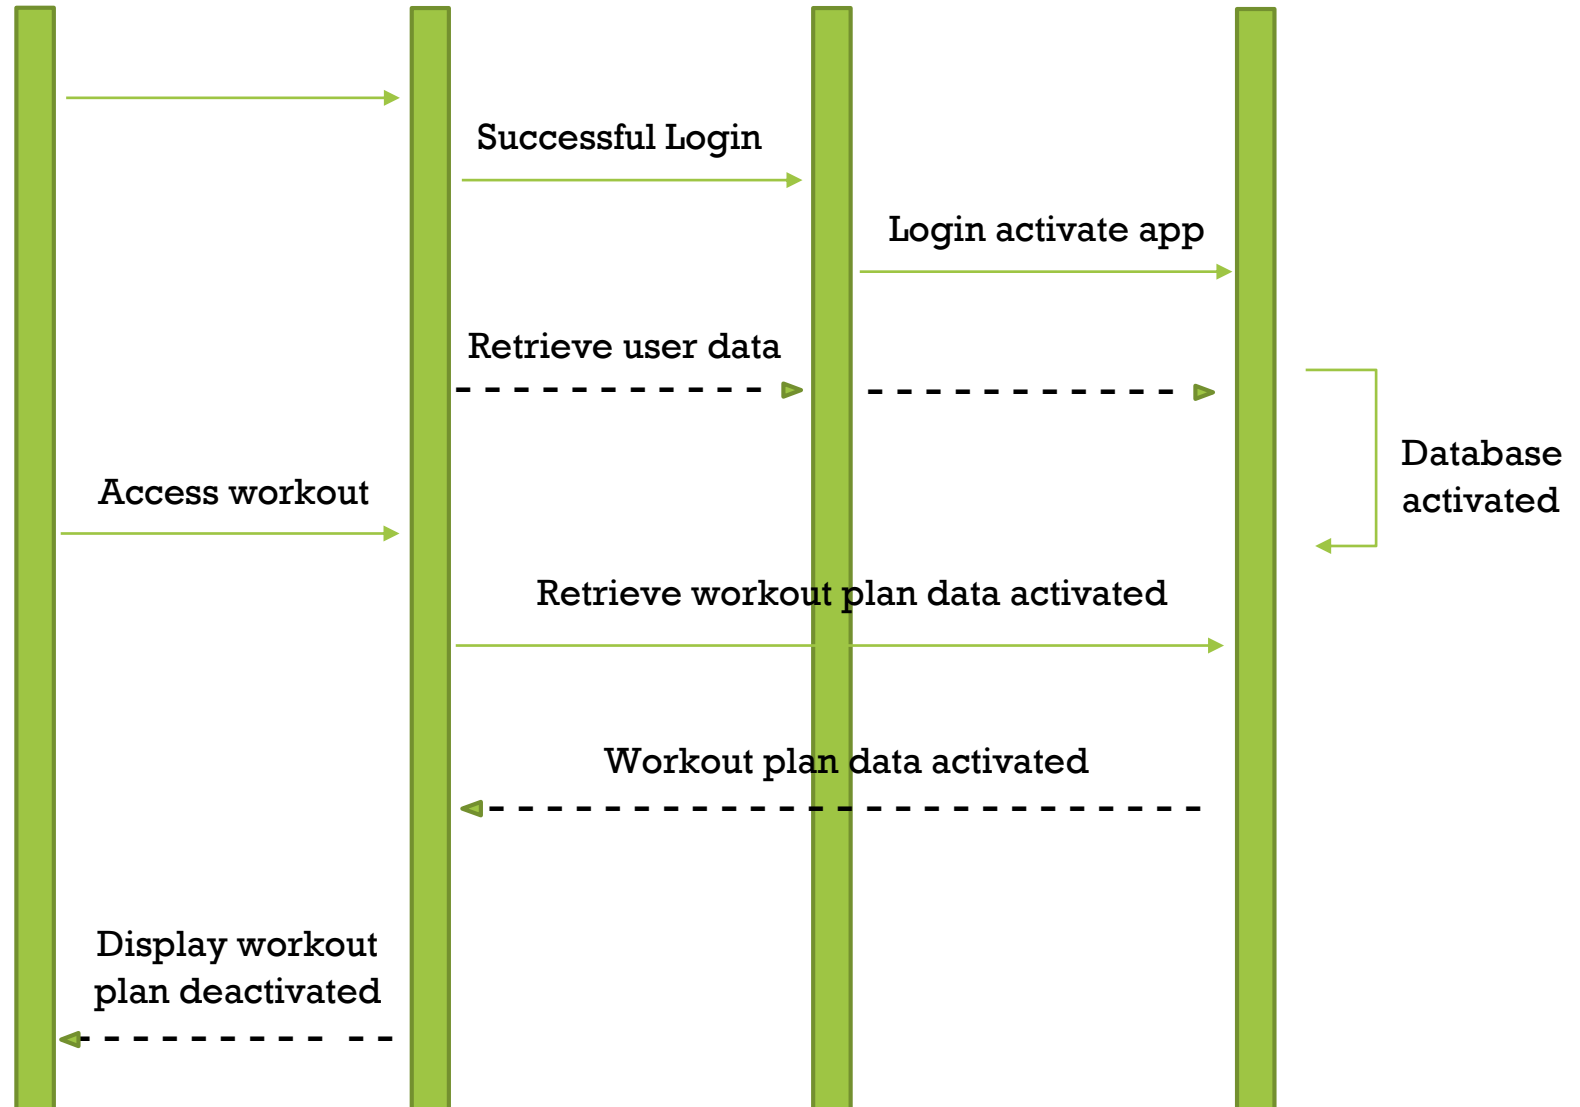 Successful Login
Login activate app
Retrieve user data
Database
activated
Access workout
Retrieve workout plan data activated
Workout plan data activated
Display workout
plan deactivated